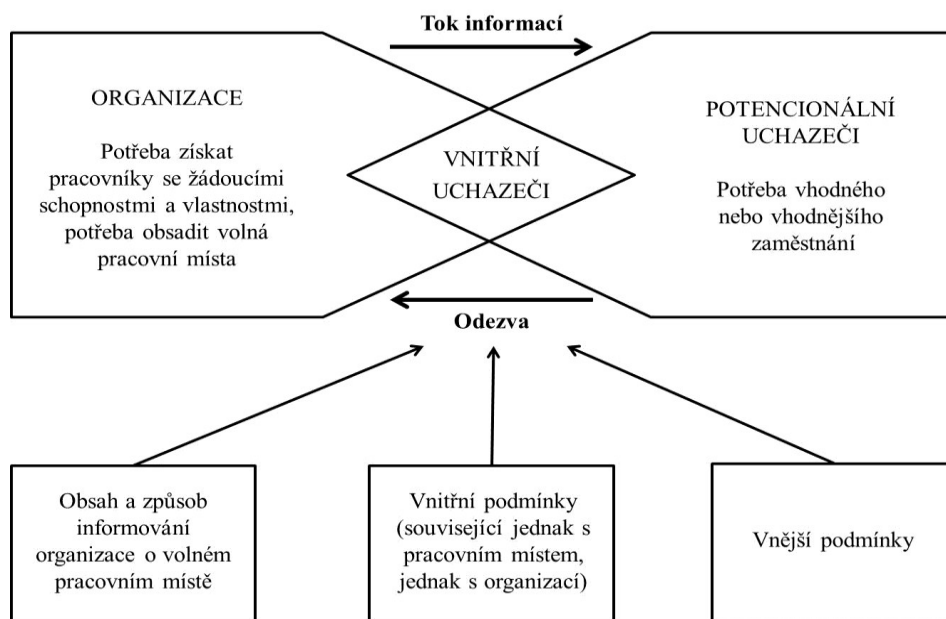 Tok informací
ORGANIZACE
Potřeba získat
pracovníky se žádoucími
schopnostmi a vlastnostmi,
potřeba obsadit volná
pracovní místa
VNITŘNÍ
UCHAZEČI
POTENCIONÁLNÍ
UCHAZEČI
Potřeba vhodného
nebo vhodnějšího
zaměstnání
Odezva
Obsah a způsob
informování
organizace o volném
pracovním místě
Vnitřní podmínky
(související jednak s
pracovním místem,
jednak s organizací)
Vnější podmínky